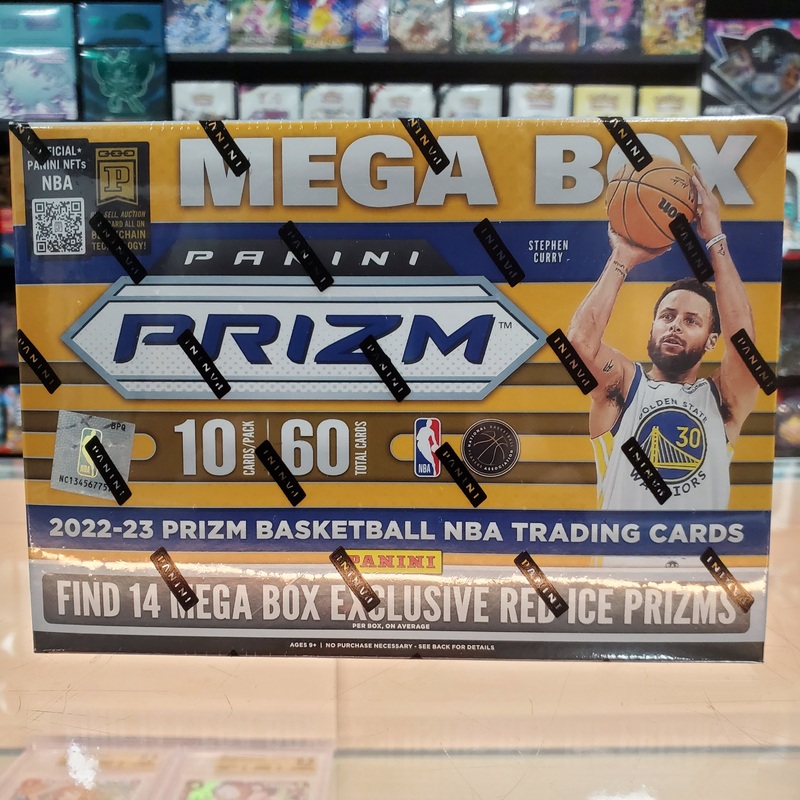 OFFICIAL*
PANINI NFTs
NBA
P
SELL, AUCTION
CARD ALL ON
BLOCKCHAIN
TECHNOLOGY!
MEGA BOX
PANINI
STEPHEN
CURRY
PRIZM™
GOLDEN STATE
30
WARRIORS
10 CARDS/PACK
60 TOTAL CARDS
NBA
2022-23 PRIZM BASKETBALL NBA TRADING CARDS
PANINI
FIND 14 MEGA BOX EXCLUSIVE RED ICE PRIZMS
PER BOX, ON AVERAGE
AGES 9+ | NO PURCHASE NECESSARY - SEE BACK FOR DETAILS